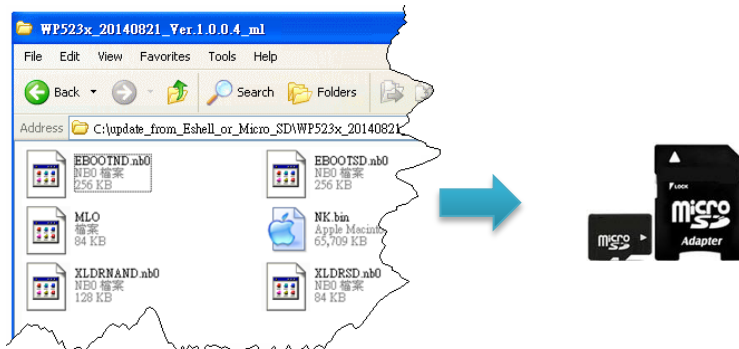 WP523x_20140821_Ver.1.0.0.4_ml
File Edit View Favorites Tools Help
Back Search Folders
Address C:\update_from_Eshell_or_Micro_SD\WP523x_20140821
EBOOTND.nb0
NB0 檔案
256 KB
EBOOTSD.nb0
NB0 檔案
256 KB
MLO
檔案
84 KB
NK.bin
Apple Macinto
65,709 KB
XLDRNAND.nb0
NB0 檔案
128 KB
XLDRSD.nb0
NB0 檔案
84 KB
Micro
LOCK
Micro
SD
Adapter